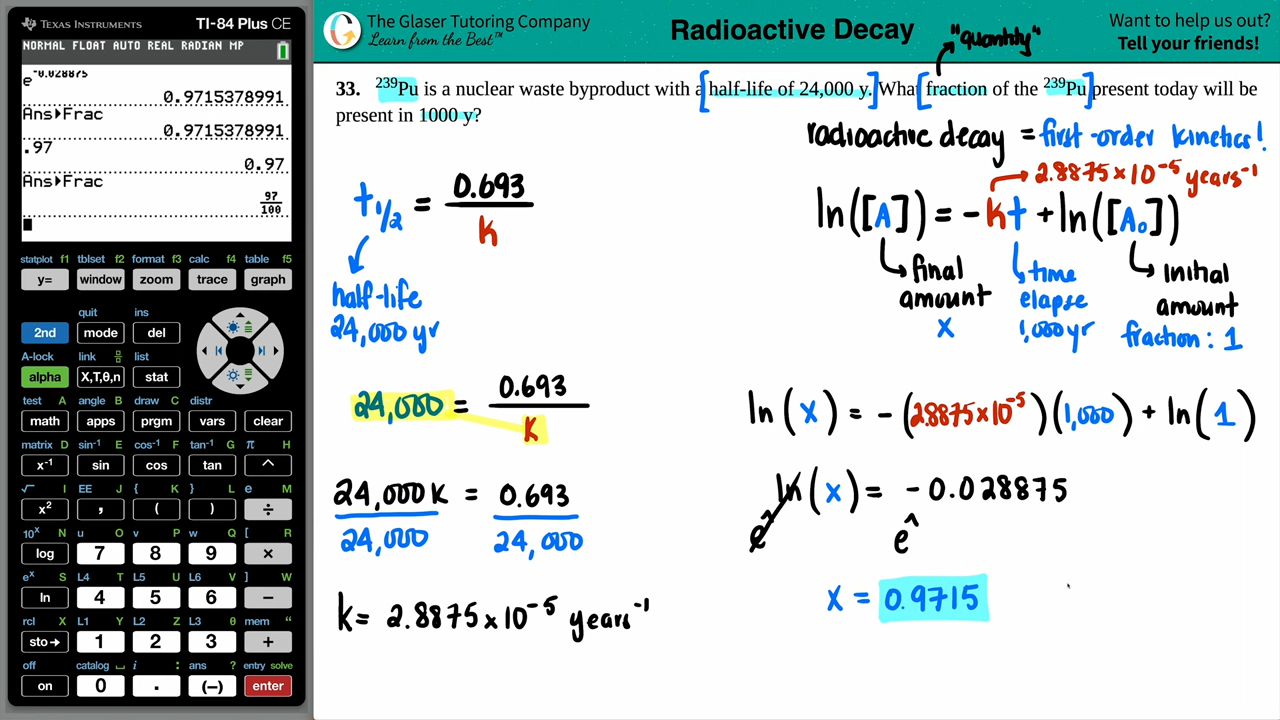 TEXAS INSTRUMENTS TI-84 Plus CE
NORMAL FLOAT AUTO REAL RADIAN MP
e^-0.028875
0.9715378991
Ans▸Frac
0.9715378991
.97
0.97
Ans▸Frac
97/100
statplot f1 tblset f2 format f3 calc f4 table f5
y= window zoom trace graph
quit ins
2nd mode del
A-lock link list
alpha X,T,θ,n stat
test A angle B draw C distr
math apps prgm vars clear
matrix D sin⁻¹ E cos⁻¹ F tan⁻¹ G π H
x⁻¹ sin cos tan ^
√ I EE J { K } L e M
x² , ( ) ÷
10ˣ N u O v P w Q [ R
log 7 8 9 ×
eˣ S L4 T L5 U L6 V ] W
ln 4 5 6 −
rcl X L1 Y L2 Z L3 θ mem "
sto→ 1 2 3 +
off catalog ⎵ i : ans ? entry solve
on 0 . (−) enter
The Glaser Tutoring Company
Learn from the Best™
Radioactive Decay
Want to help us out?
Tell your friends!
"quantity"
33. ²³⁹Pu is a nuclear waste byproduct with a [half-life of 24,000 y.] What [fraction of the ²³⁹Pu] present today will be
present in 1000 y?
radioactive decay = first-order kinetics!
t1/2 = 0.693/k
half-life
24,000 yr
24,000 = 0.693/k
24,000k/24,000 = 0.693/24,000
k = 2.8875 x 10⁻⁵ years⁻¹
2.8875 x 10⁻⁵ years⁻¹
ln([A]) = -kt + ln([A₀])
final amount x
time elapse 1,000 yr
initial amount fraction: 1
ln(x) = -(2.8875x10⁻⁵)(1,000) + ln(1)
ln(x) = -0.028875
e^ e^
x = 0.9715